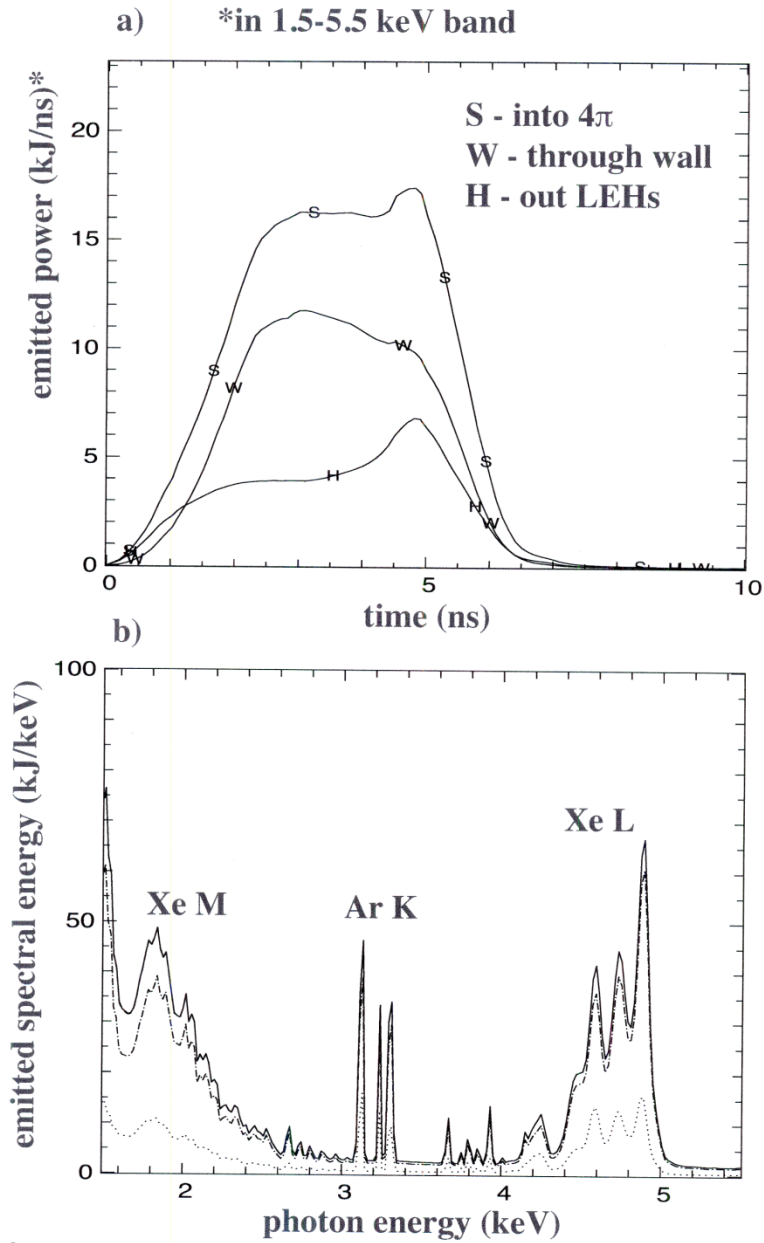 a) *in 1.5-5.5 keV band
emitted power (kJ/ns)*
20
15
10
5
0
S - into 4π
W - through wall
H - out LEHs
S
S
S
S
S
S
W
W
W
W
W
H
H
H
0 5 10
time (ns)
b)
emitted spectral energy (kJ/keV)
100
50
0
Xe M
Ar K
Xe L
2 3 4 5
photon energy (keV)